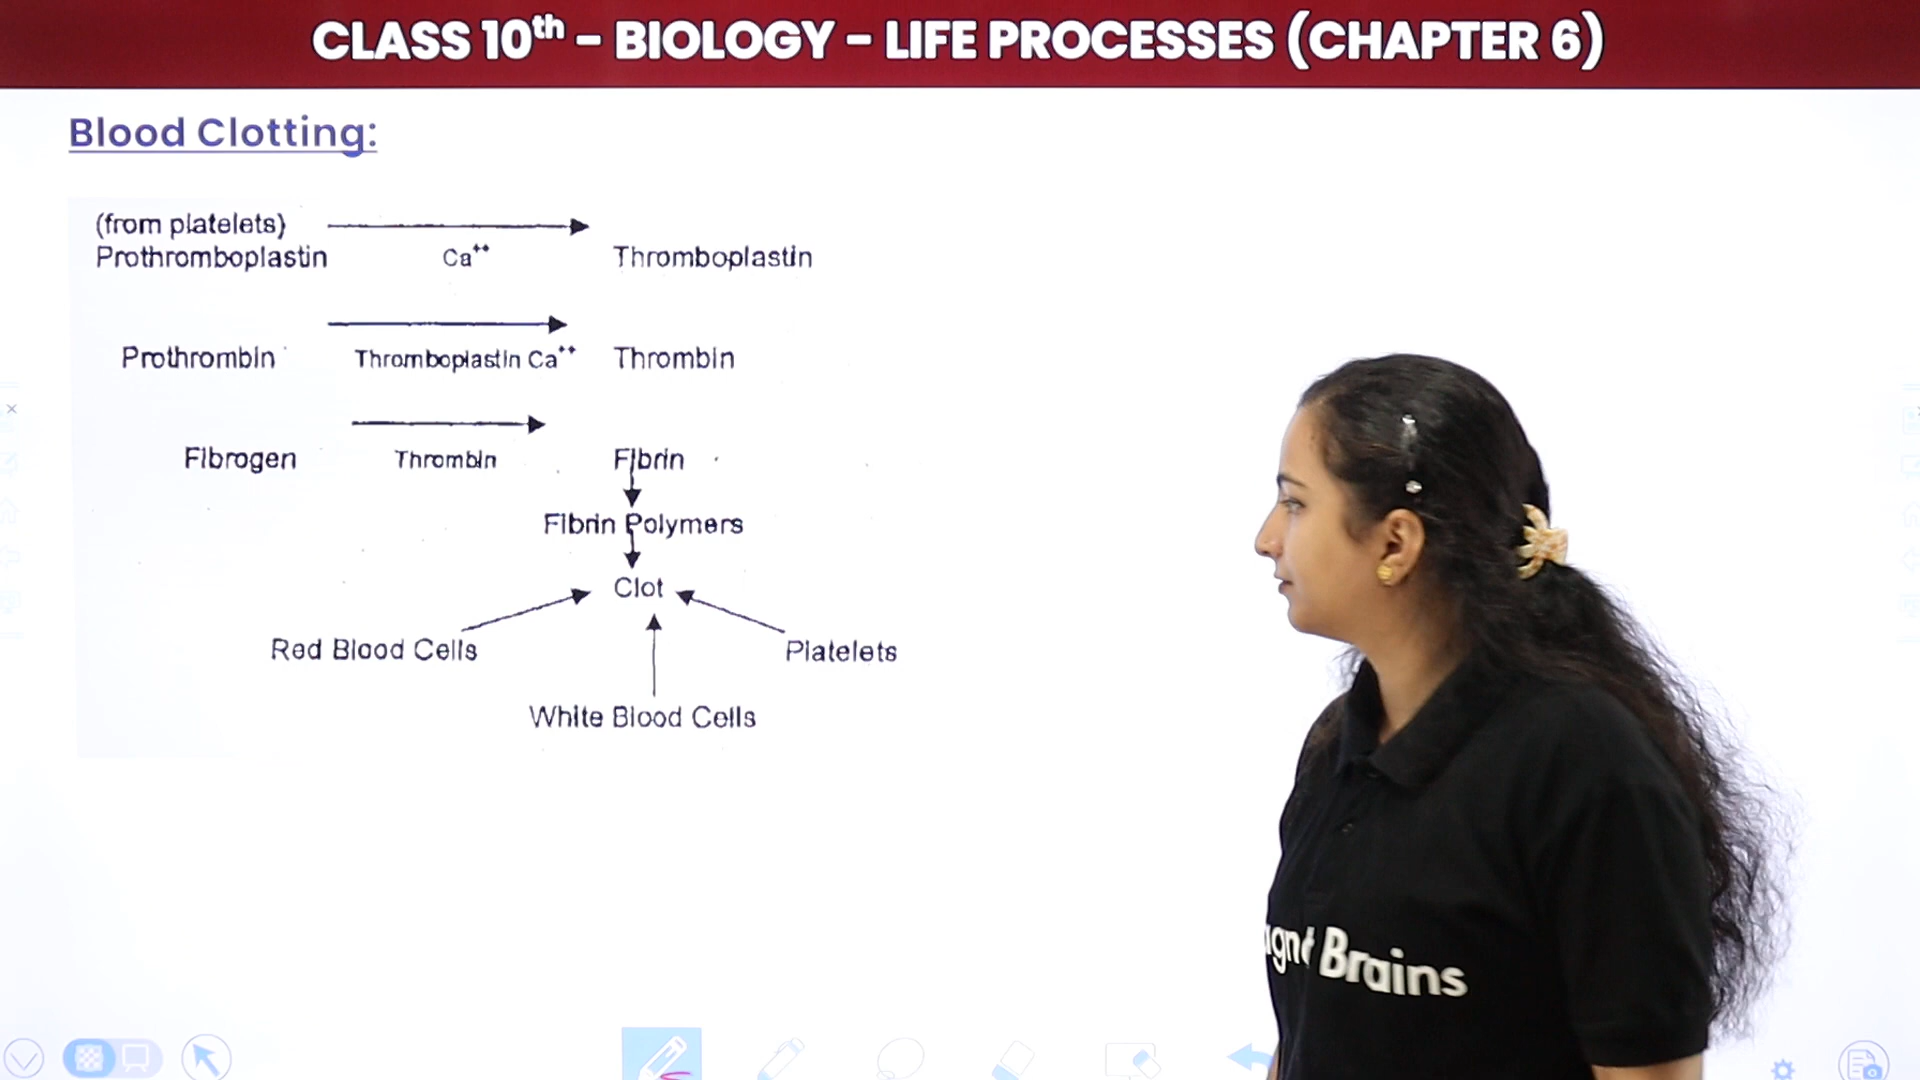 CLASS 10th – BIOLOGY – LIFE PROCESSES (CHAPTER 6)
Blood Clotting:
(from platelets)
Prothromboplastin Ca++ Thromboplastin
Prothrombin Thromboplastin Ca++ Thrombin
Fibrogen Thrombin Fibrin
Fibrin Polymers
Clot
Red Blood Cells Platelets
White Blood Cells
Brains